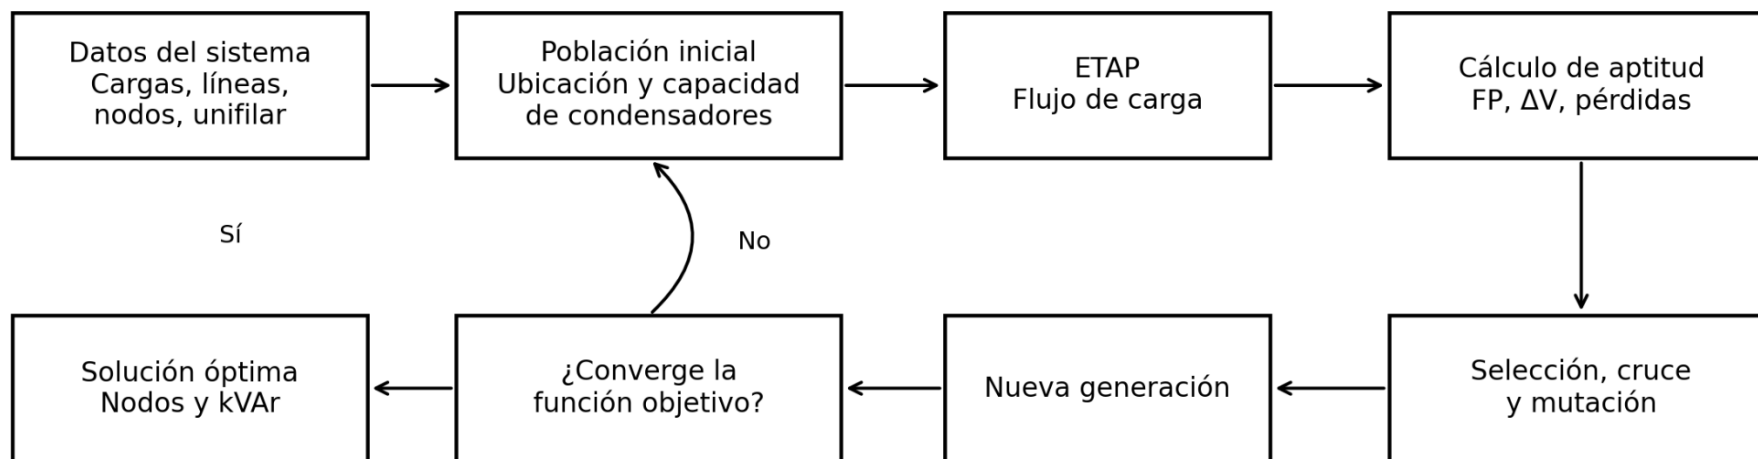 Datos del sistema
Cargas, líneas,
nodos, unifilar
Población inicial
Ubicación y capacidad
de condensadores
ETAP
Flujo de carga
Cálculo de aptitud
FP, ΔV, pérdidas
Sí
No
Solución óptima
Nodos y kVAr
¿Converge la
función objetivo?
Nueva generación
Selección, cruce
y mutación